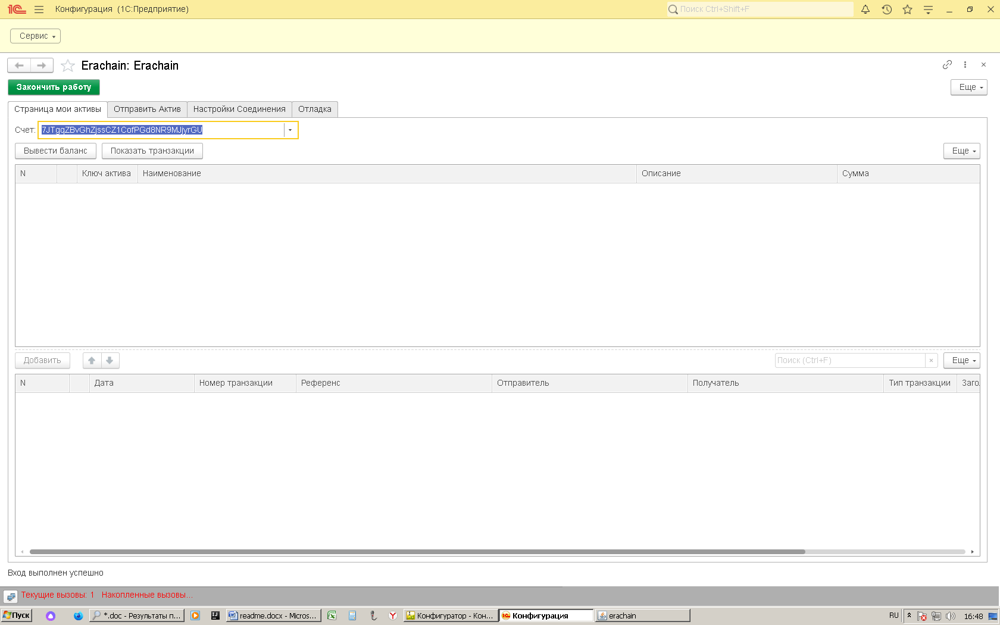 1С Конфигурация (1С:Предприятие) Поиск Ctrl+Shift+F
Сервис
Erachain: Erachain
Закончить работу Еще
Страница мои активы Отправить Актив Настройки Соединения Отладка
Счет: 7JTgqZBvGhZjssCZ1CofPGd8NR9MJjyrGU
Вывести баланс Показать транзакции Еще
N Ключ актива Наименование Описание Сумма
Добавить Поиск (Ctrl+F) × Еще
N Дата Номер транзакции Референс Отправитель Получатель Тип транзакции Заго.
Вход выполнен успешно
Текущие вызовы: 1 Накопленные вызовы...
Пуск *.doc - Результаты п... readme.docx - Micros... Конфигуратор - Кон... Конфигурация erachain RU 16:48